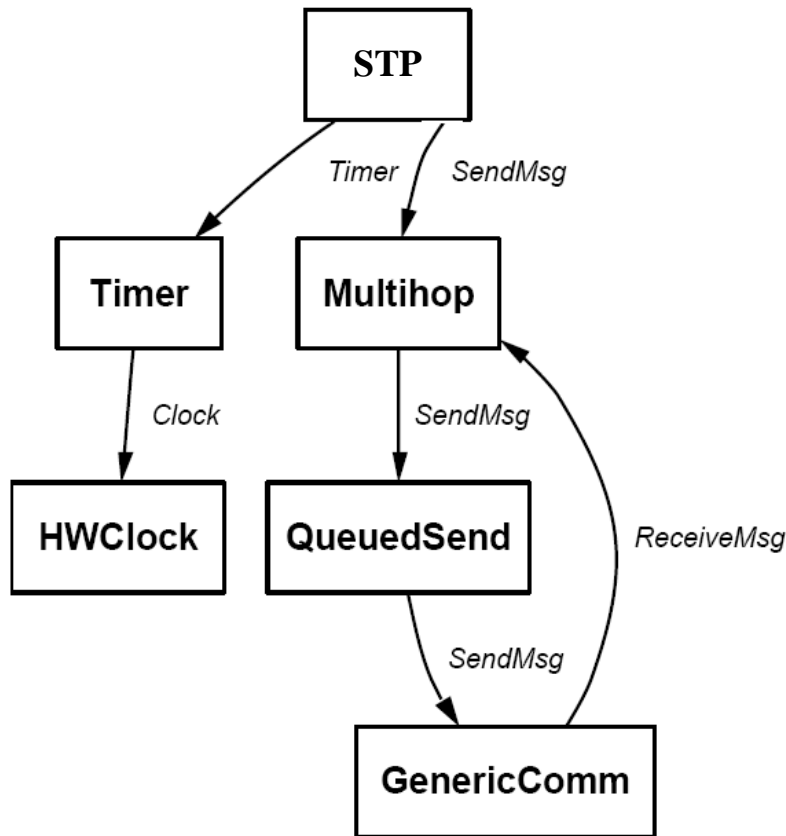 STP
Timer SendMsg
Timer Multihop
Clock SendMsg
HWClock QueuedSend
ReceiveMsg
SendMsg
GenericComm